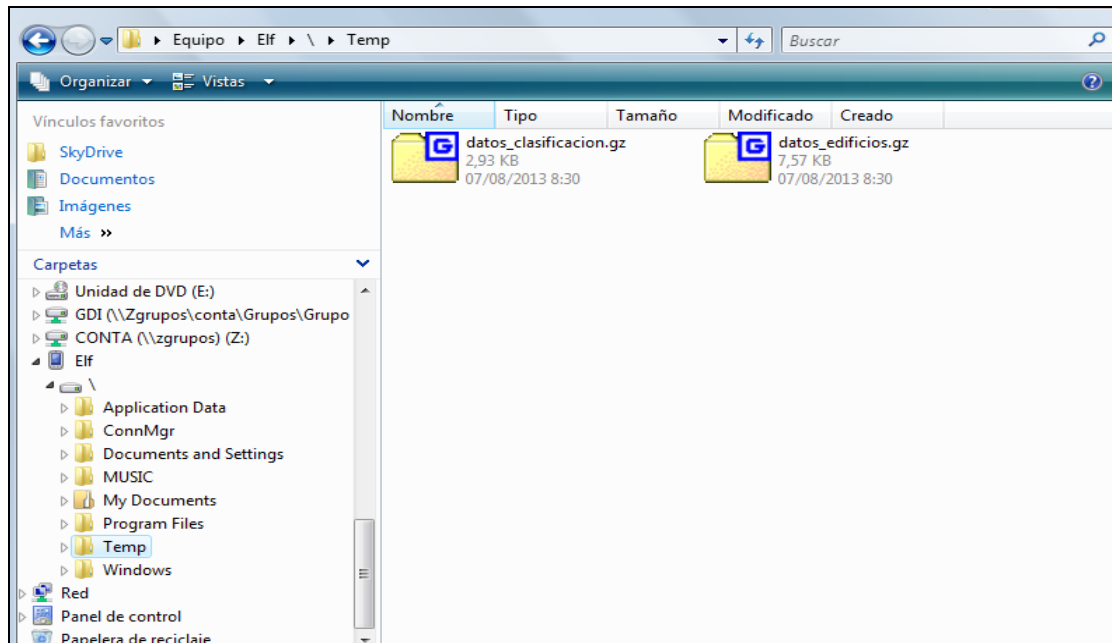 Equipo ▸ Elf ▸ \ ▸ Temp
Buscar
Organizar Vistas
Vínculos favoritos
SkyDrive
Documentos
Imágenes
Más »
Carpetas
Unidad de DVD (E:)
GDI (\\Zgrupos\conta\Grupos\Grupo
CONTA (\\zgrupos) (Z:)
Elf
\
Application Data
ConnMgr
Documents and Settings
MUSIC
My Documents
Program Files
Temp
Windows
Red
Panel de control
Papelera de reciclaje
Nombre Tipo Tamaño Modificado Creado
G
datos_clasificacion.gz
2,93 KB
07/08/2013 8:30
G
datos_edificios.gz
7,57 KB
07/08/2013 8:30